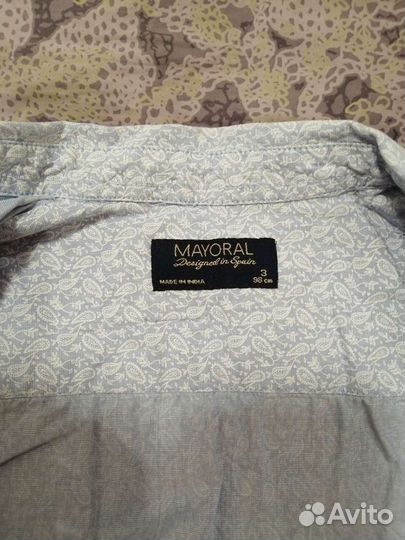 MAYORAL
Designed in Spain
3
MADE IN INDIA
98 cm
Avito